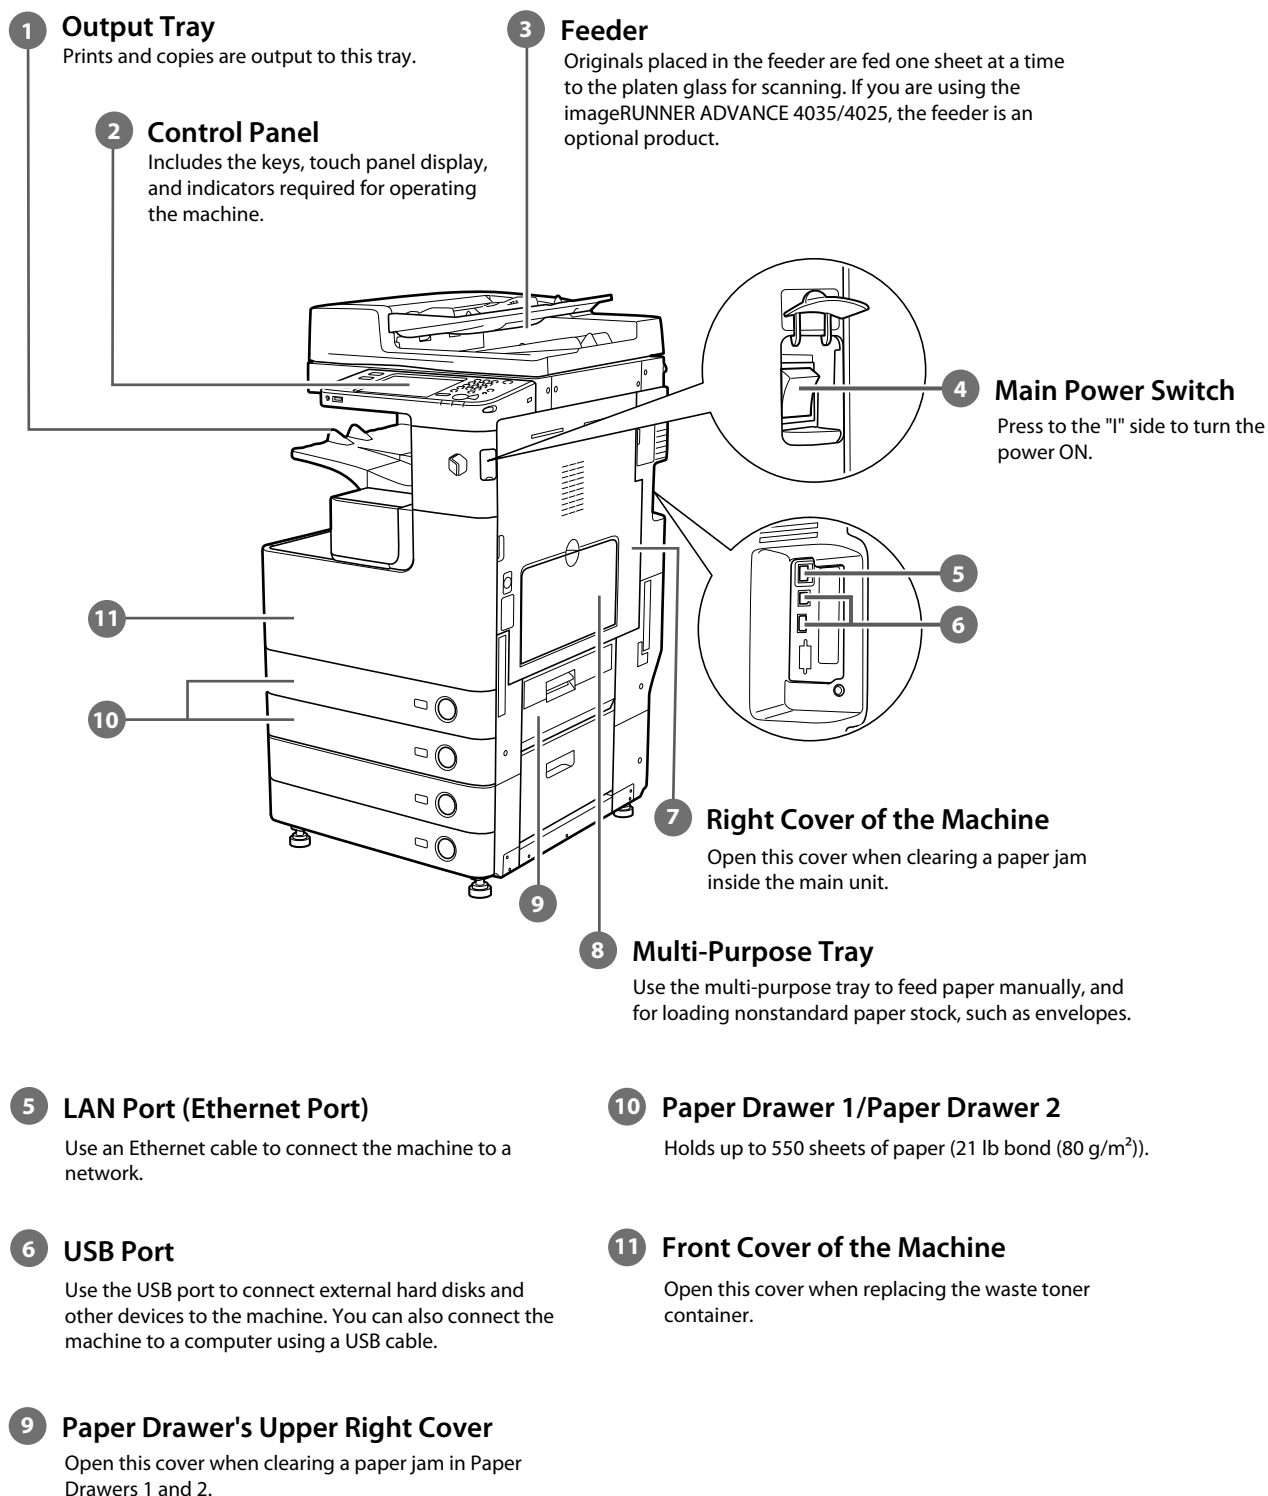 1 Output Tray
Prints and copies are output to this tray.
2 Control Panel
Includes the keys, touch panel display,
and indicators required for operating
the machine.
3 Feeder
Originals placed in the feeder are fed one sheet at a time
to the platen glass for scanning. If you are using the
imageRUNNER ADVANCE 4035/4025, the feeder is an
optional product.
4 Main Power Switch
Press to the "I" side to turn the
power ON.
5
6
11
10
7 Right Cover of the Machine
Open this cover when clearing a paper jam
inside the main unit.
9
8 Multi-Purpose Tray
Use the multi-purpose tray to feed paper manually, and
for loading nonstandard paper stock, such as envelopes.
5 LAN Port (Ethernet Port)
Use an Ethernet cable to connect the machine to a
network.
6 USB Port
Use the USB port to connect external hard disks and
other devices to the machine. You can also connect the
machine to a computer using a USB cable.
9 Paper Drawer's Upper Right Cover
Open this cover when clearing a paper jam in Paper
Drawers 1 and 2.
10 Paper Drawer 1/Paper Drawer 2
Holds up to 550 sheets of paper (21 lb bond (80 g/m²)).
11 Front Cover of the Machine
Open this cover when replacing the waste toner
container.